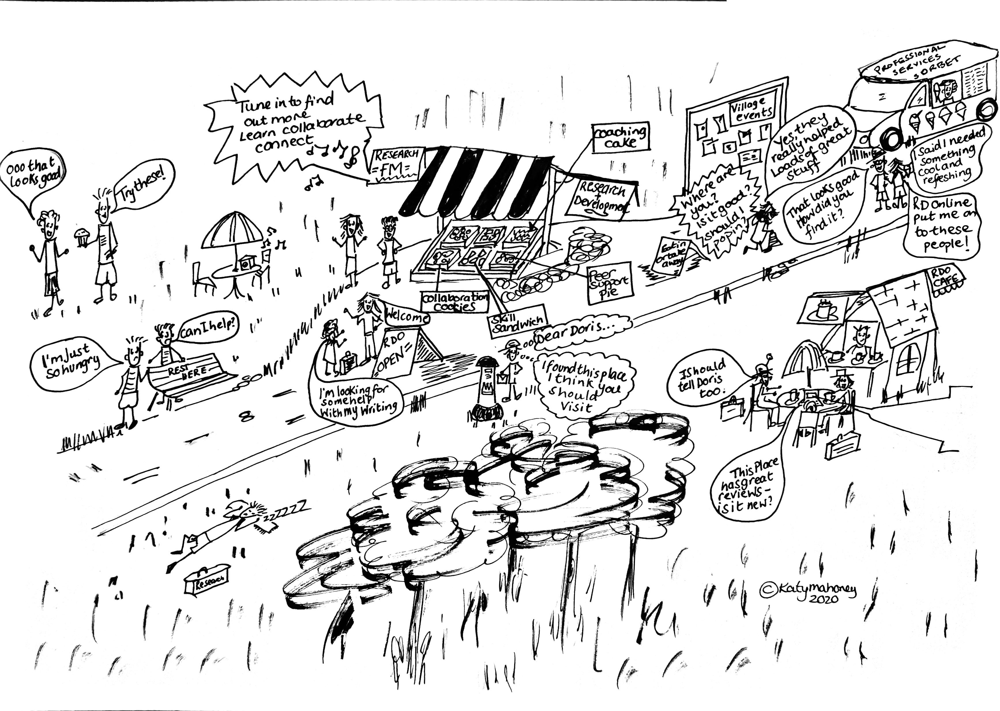 PROFESSIONAL
SERVICES
SORBET
Tune in to find
out more
Learn collaborate
connect
RESEARCH
=FM=
coaching
cake
Village
events
Yes, they
really helped
Loads of great
stuff
I said I needed
something
cool and
refreshing
ooo that
looks good
Try these!
Research
+
Development
Where are
you?
Is it good?
should I
pop in?
That looks good
How did you
find it?
RD Online
put me on
to these
people!
Eat in
or take
away
Peer
Support
Pie
collaboration
cookies
Skill
Sandwich
RDO
CAFE
can I help?
I'm Just
so hungry
REST
HERE
Welcome
RDO
OPEN=
I'm looking for
some help
With my writing
Dear Doris...
I found this place
I think you
should
visit
I should
tell Doris
too.
This Place
has great
reviews -
is it new?
ZZZZZZZ
Research
© Katymahoney
2020